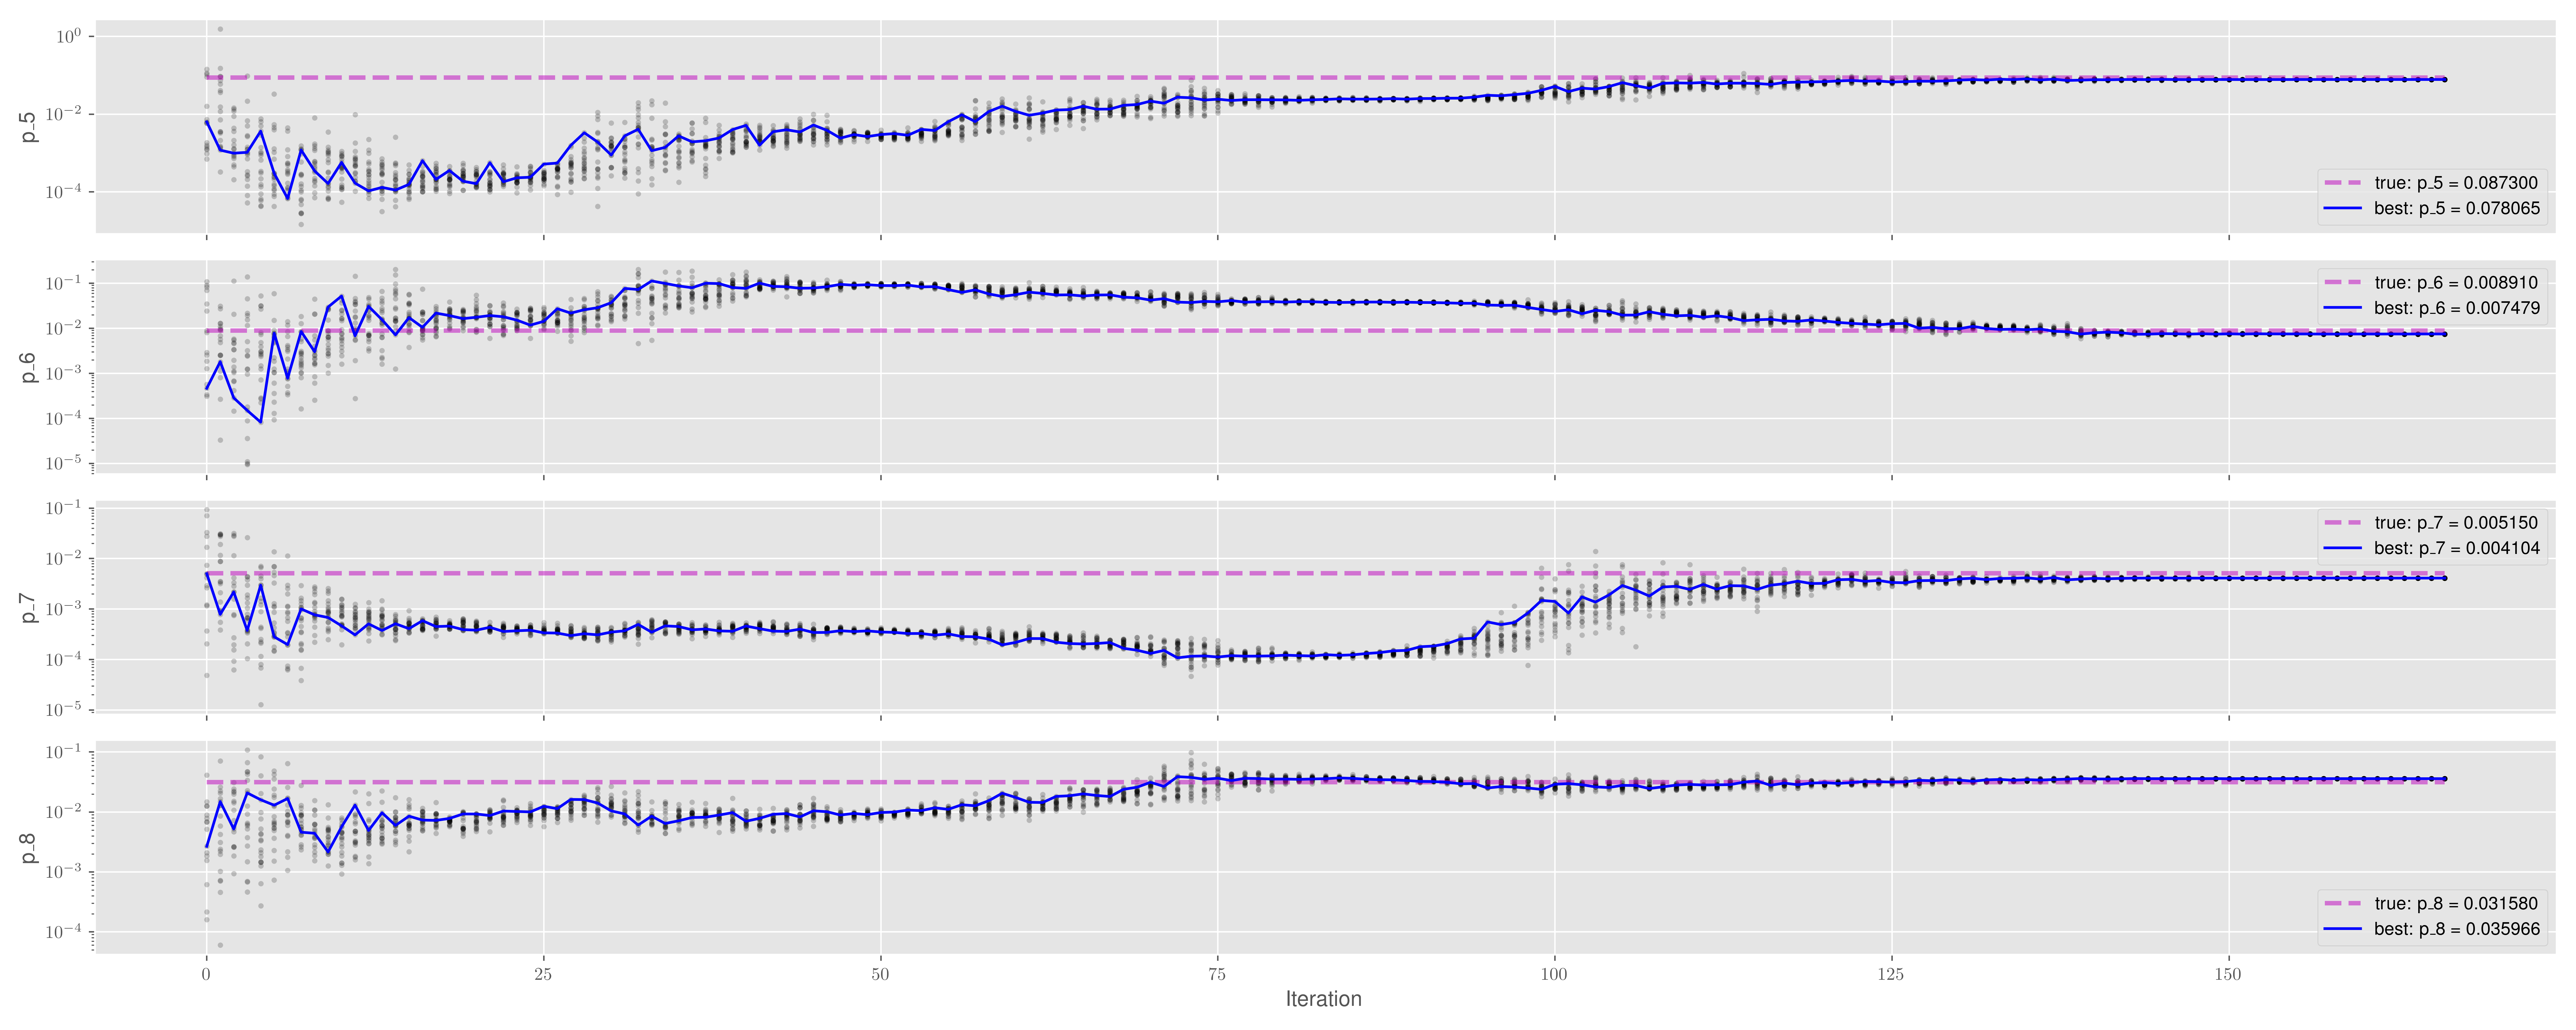 10⁰
10⁻²
10⁻⁴
p_5
true: p_5 = 0.087300
best: p_5 = 0.078065
10⁻¹
10⁻²
10⁻³
10⁻⁴
10⁻⁵
p_6
true: p_6 = 0.008910
best: p_6 = 0.007479
10⁻¹
10⁻²
10⁻³
10⁻⁴
10⁻⁵
p_7
true: p_7 = 0.005150
best: p_7 = 0.004104
10⁻¹
10⁻²
10⁻³
10⁻⁴
p_8
true: p_8 = 0.031580
best: p_8 = 0.035966
0 25 50 75 100 125 150
Iteration